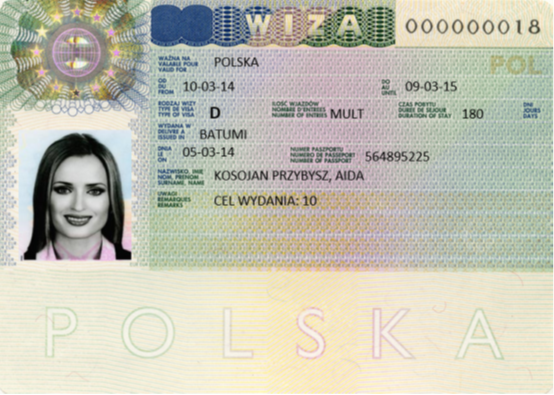 WIZA
000000018
POL
WAŻNA NA
VALABLE POUR
VALID FOR
POLSKA
OD
DU
FROM
10-03-14
DO
AU
UNTIL
09-03-15
RODZAJ WIZY
TYPE DE VISA
TYPE OF VISA
D
ILOŚĆ WJAZDÓW
NOMBRE D'ENTREES
NUMBER OF ENTRIES
MULT
CZAS POBYTU
DUREE DE SEJOUR
DURATION OF STAY
180
DNI
JOURS
DAYS
WYDANA W
DELIVRE A
ISSUED IN
BATUMI
DNIA
LE
ON
05-03-14
NUMER PASZPORTU
NUMERO DE PASSEPORT
NUMBER OF PASSPORT
564895225
NAZWISKO, IMIĘ
NOM, PRENOM
SURNAME, NAME
KOSOJAN PRZYBYSZ, AIDA
UWAGI
REMARQUES
REMARKS
CEL WYDANIA: 10
POLSKA